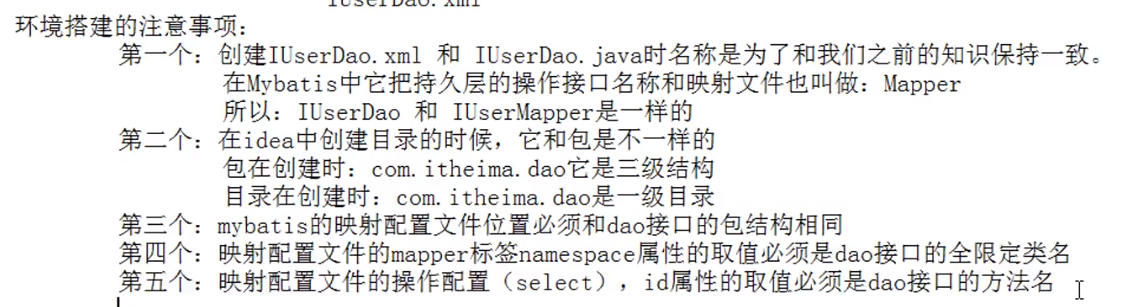 IUserDao.xml
环境搭建的注意事项：
第一个：创建IUserDao.xml 和 IUserDao.java时名称是为了和我们之前的知识保持一致。
在Mybatis中它把持久层的操作接口名称和映射文件也叫做：Mapper
所以：IUserDao 和 IUserMapper是一样的
第二个：在idea中创建目录的时候，它和包是不一样的
包在创建时：com.itheima.dao它是三级结构
目录在创建时：com.itheima.dao是一级目录
第三个：mybatis的映射配置文件位置必须和dao接口的包结构相同
第四个：映射配置文件的mapper标签namespace属性的取值必须是dao接口的全限定类名
第五个：映射配置文件的操作配置（select），id属性的取值必须是dao接口的方法名